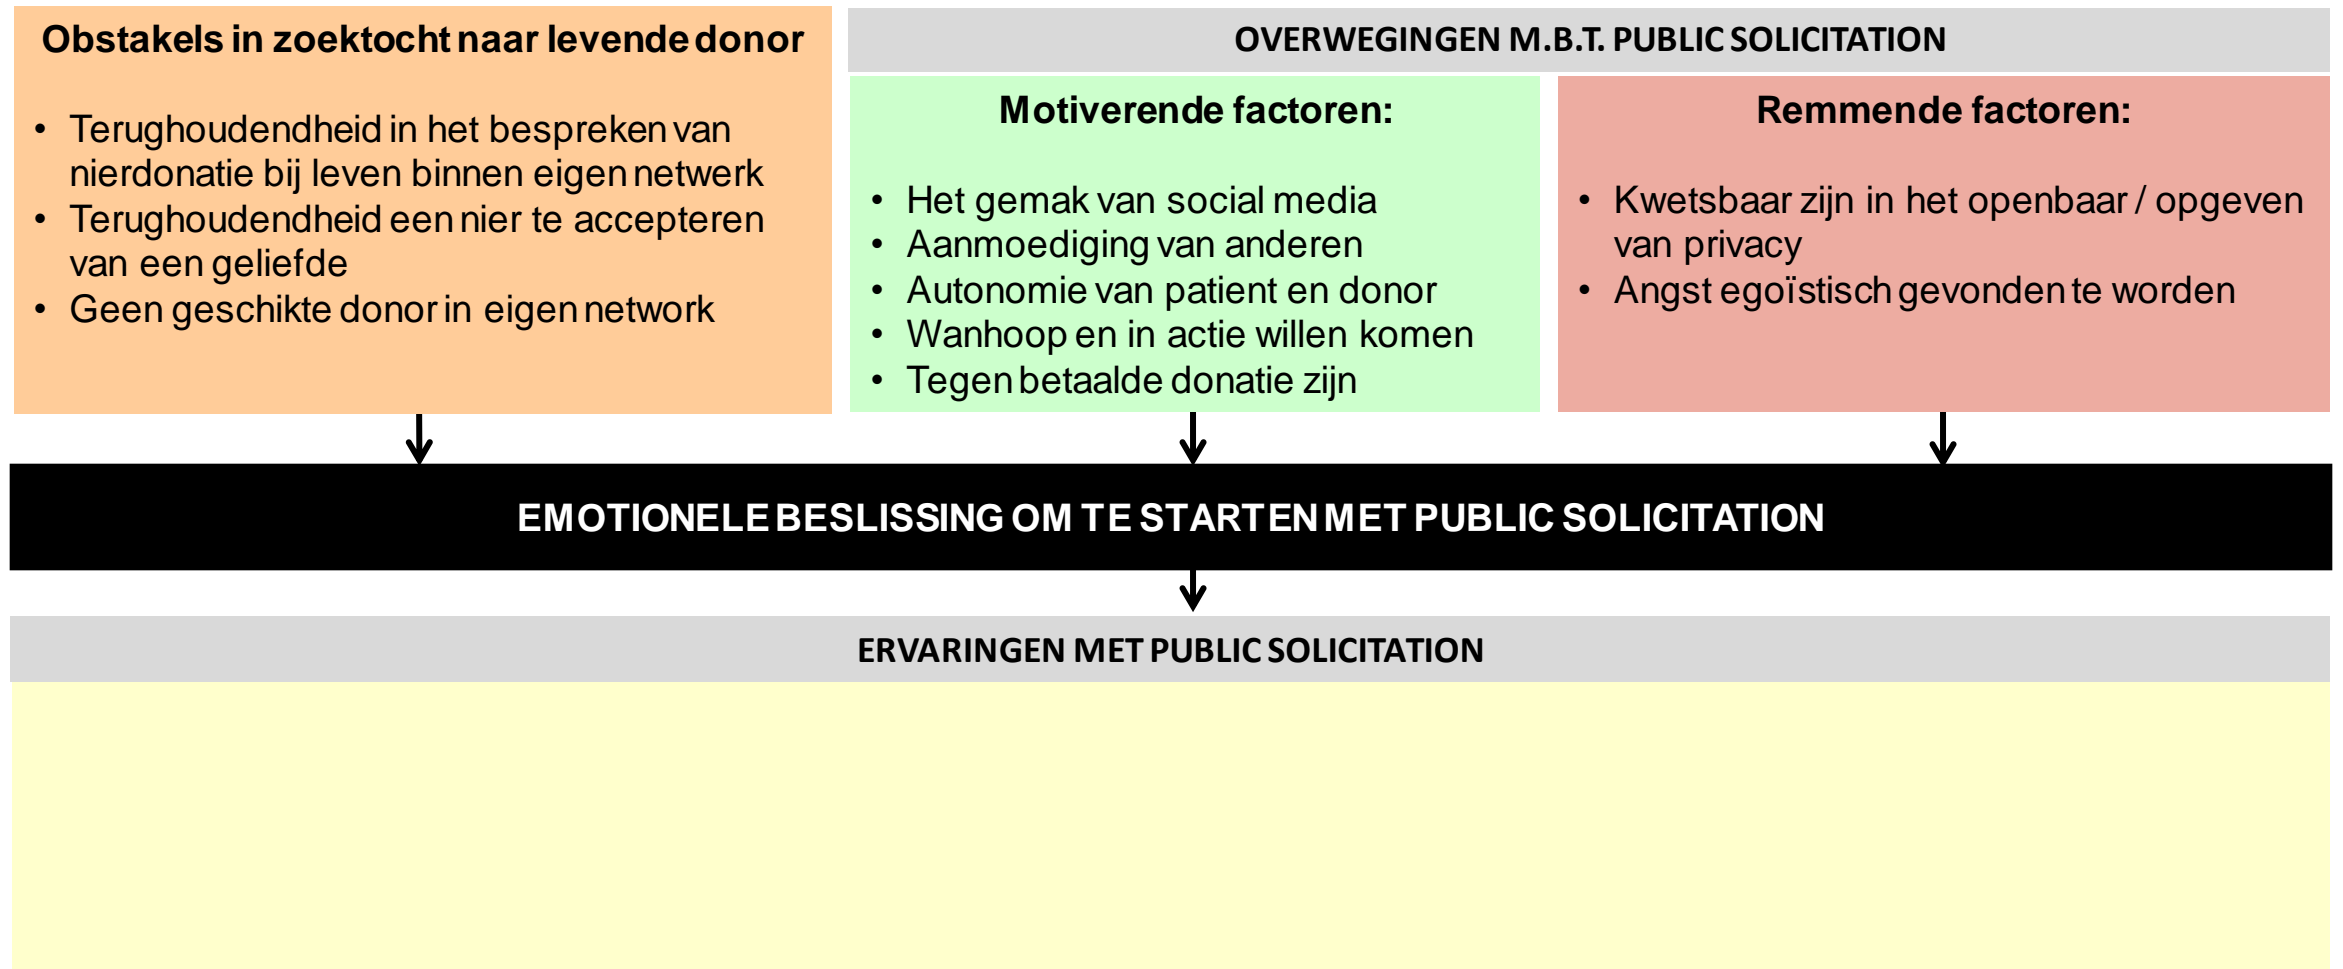 Obstakels in zoektocht naar levende donor
• Terughoudendheid in het bespreken van
nierdonatie bij leven binnen eigen netwerk
• Terughoudendheid een nier te accepteren
van een geliefde
• Geen geschikte donor in eigen network
OVERWEGINGEN M.B.T. PUBLIC SOLICITATION
Motiverende factoren:
• Het gemak van social media
• Aanmoediging van anderen
• Autonomie van patient en donor
• Wanhoop en in actie willen komen
• Tegen betaalde donatie zijn
Remmende factoren:
• Kwetsbaar zijn in het openbaar / opgeven
van privacy
• Angst egoïstisch gevonden te worden
EMOTIONELE BESLISSING OM TE STARTEN MET PUBLIC SOLICITATION
ERVARINGEN MET PUBLIC SOLICITATION